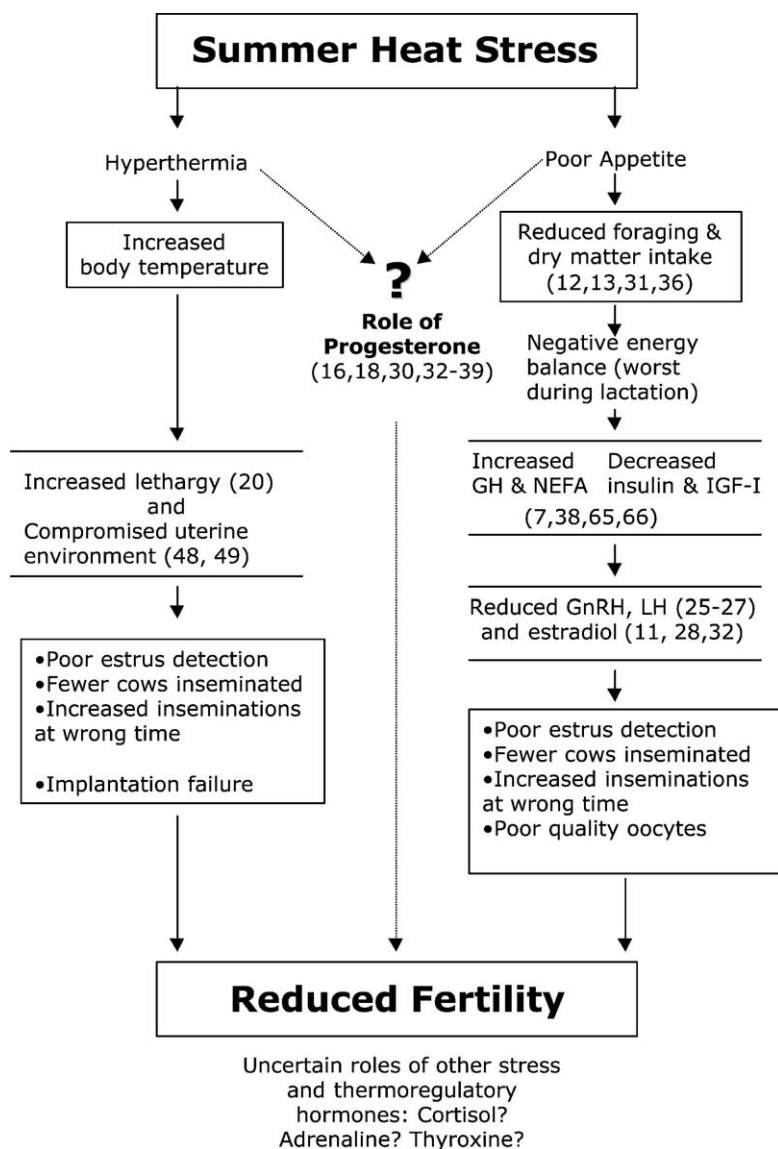 Summer Heat Stress
Hyperthermia
Poor Appetite
Increased
body temperature
Reduced foraging &
dry matter intake
(12,13,31,36)
?
Role of
Progesterone
(16,18,30,32-39)
Negative energy
balance (worst
during lactation)
Increased lethargy (20)
and
Compromised uterine
environment (48, 49)
Increased
GH & NEFA
Decreased
insulin & IGF-I
(7,38,65,66)
Reduced GnRH, LH (25-27)
and estradiol (11, 28,32)
•Poor estrus detection
•Fewer cows inseminated
•Increased inseminations
at wrong time
•Implantation failure
•Poor estrus detection
•Fewer cows inseminated
•Increased inseminations
at wrong time
•Poor quality oocytes
Reduced Fertility
Uncertain roles of other stress
and thermoregulatory
hormones: Cortisol?
Adrenaline? Thyroxine?